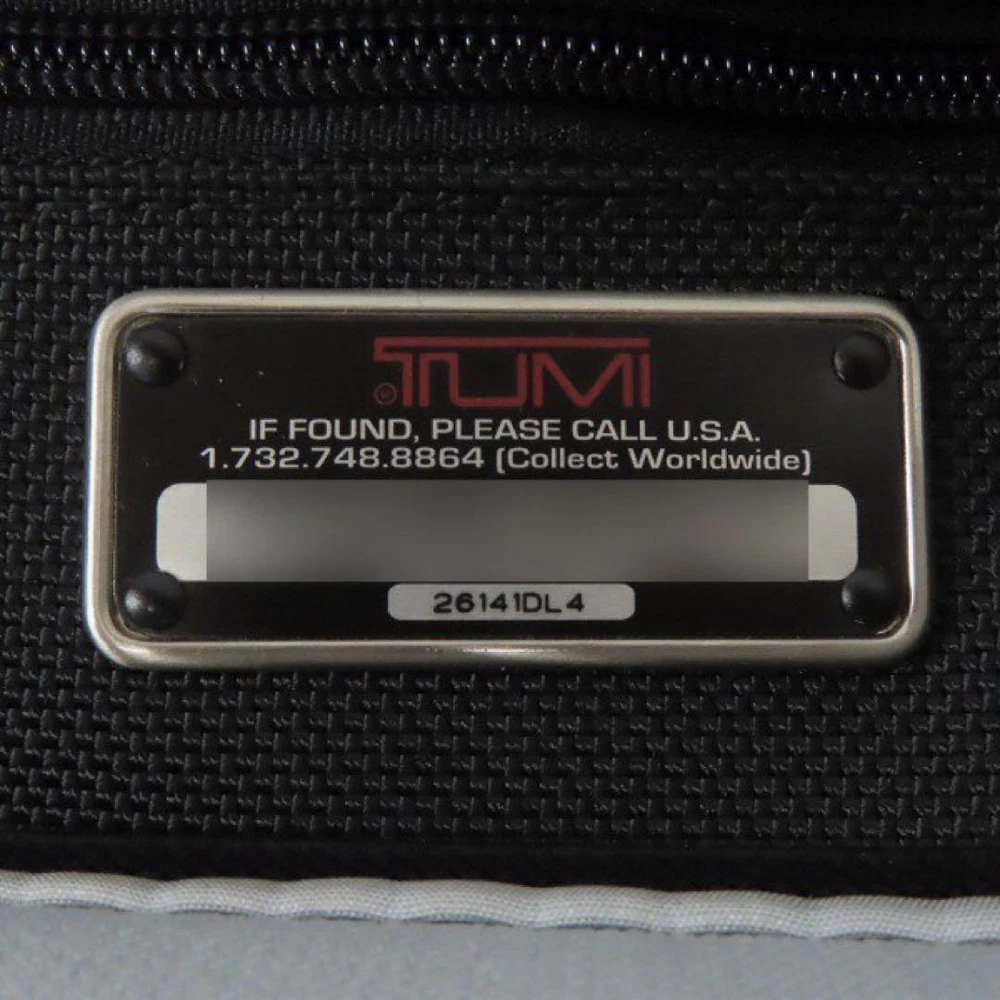 TUMI
®
IF FOUND, PLEASE CALL U.S.A.
1.732.748.8864 (Collect Worldwide)
26141DL4